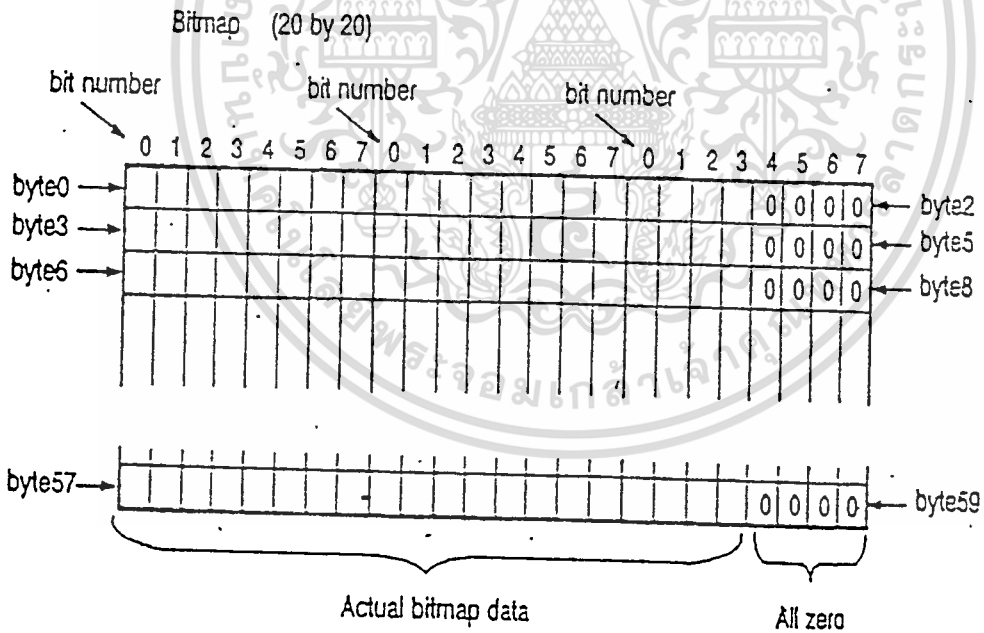 Bitmap (20 by 20)
bit number bit number bit number
0 1 2 3 4 5 6 7 0 1 2 3 4 5 6 7 0 1 2 3 4 5 6 7
byte0 0 0 0 0 byte2
byte3 0 0 0 0 byte5
byte6 0 0 0 0 byte8
byte57 0 0 0 0 byte59
Actual bitmap data All zero